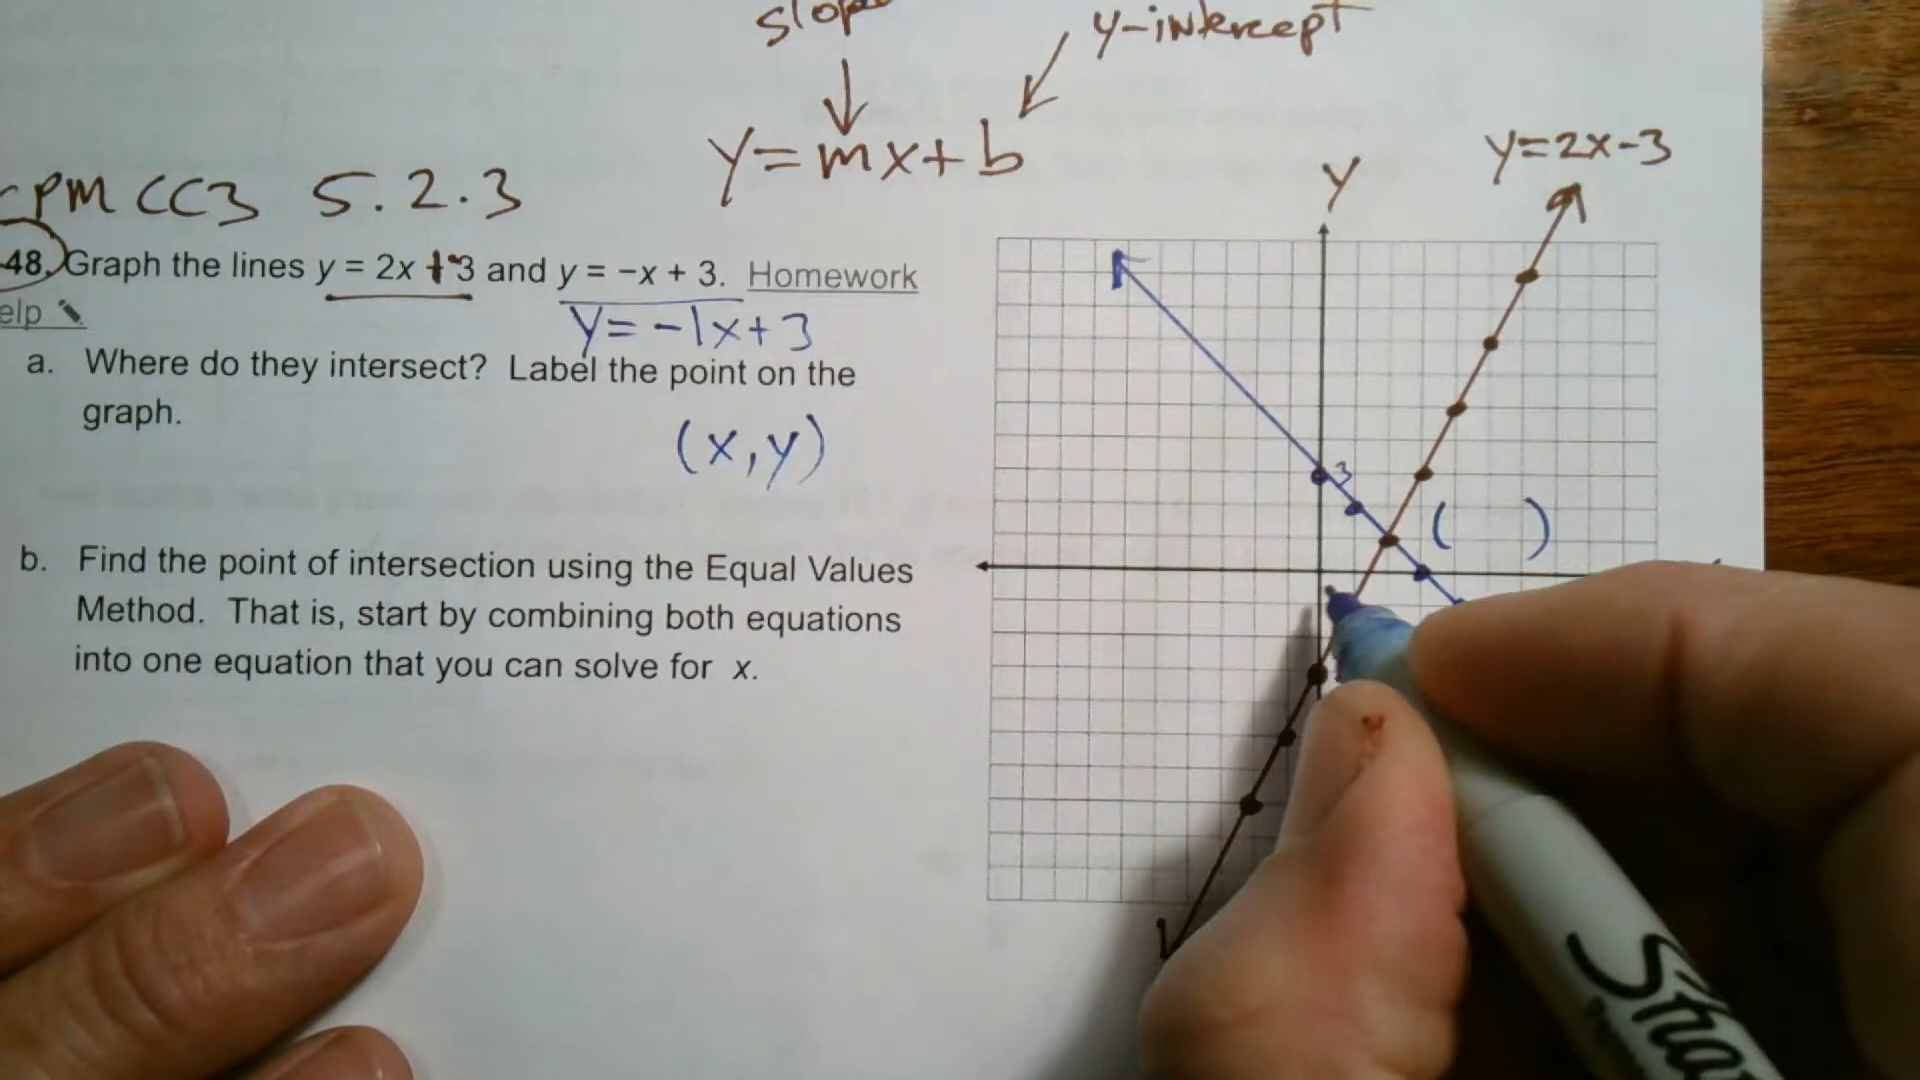 slope
y-intercept
y=mx+b
y=2x-3
CPM CC3 5.2.3
Y
48. Graph the lines y = 2x + 3 and y = −x + 3. Homework
elp
y=-1x+3
a. Where do they intersect? Label the point on the
graph.
(x,y)
3
( )
b. Find the point of intersection using the Equal Values
Method. That is, start by combining both equations
into one equation that you can solve for x.